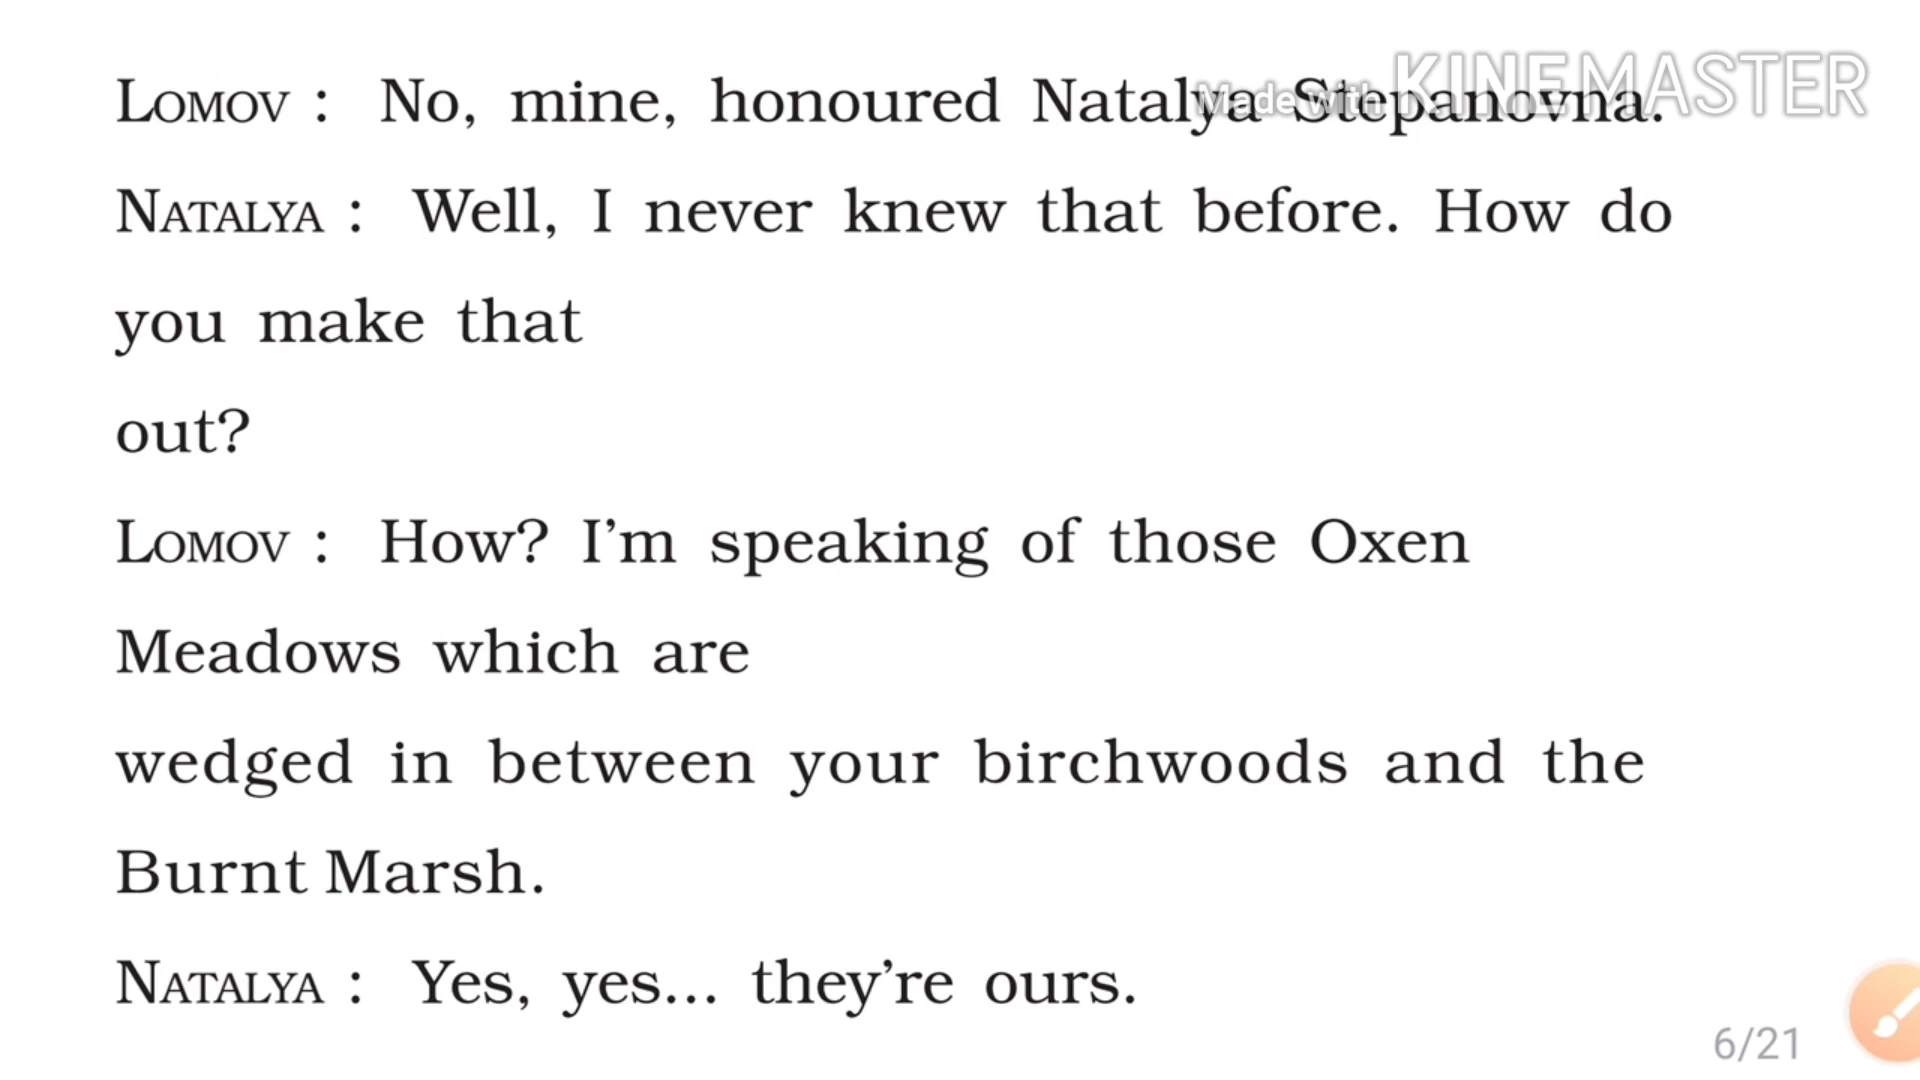 LOMOV : No, mine, honoured Natalya Stepanovna.
Made with KINEMASTER
NATALYA : Well, I never knew that before. How do
you make that
out?
LOMOV : How? I'm speaking of those Oxen
Meadows which are
wedged in between your birchwoods and the
Burnt Marsh.
NATALYA : Yes, yes... they're ours.
6/21